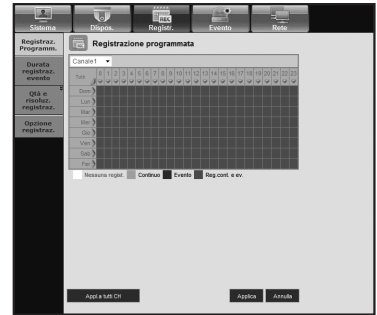 Sistema Dispos. Registr. Evento Rete
REC
Registraz. Programm.
Registrazione programmata
Durata registraz. evento
Canale1
Tutti 0 1 2 3 4 5 6 7 8 9 10 11 12 13 14 15 16 17 18 19 20 21 22 23
Qtà e risoluz. registraz.
Dom
Lun
Mar
Mer
Opzione registraz.
Gio
Ven
Sab
Fer
Nessuna regist. Continuo Evento Reg.cont. e ev.
Appl.a tutti CH Applica Annulla